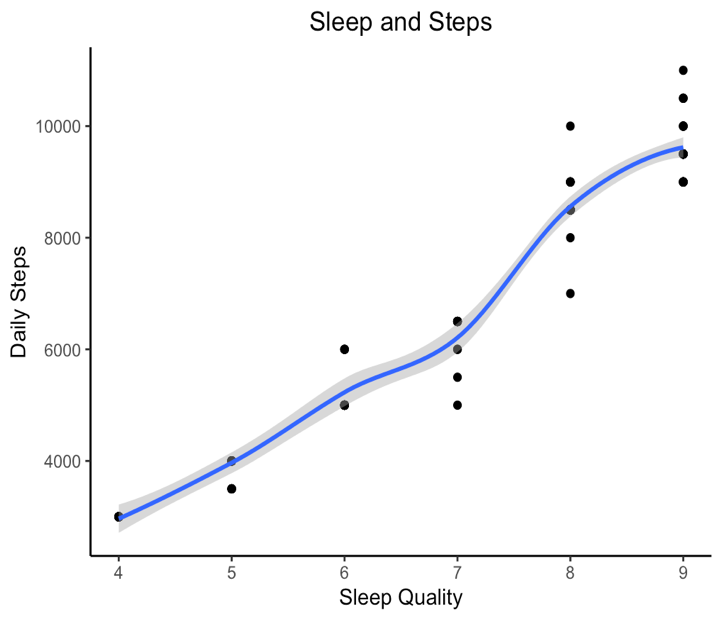 Sleep and Steps
10000
8000
6000
4000
Daily Steps
4 5 6 7 8 9
Sleep Quality